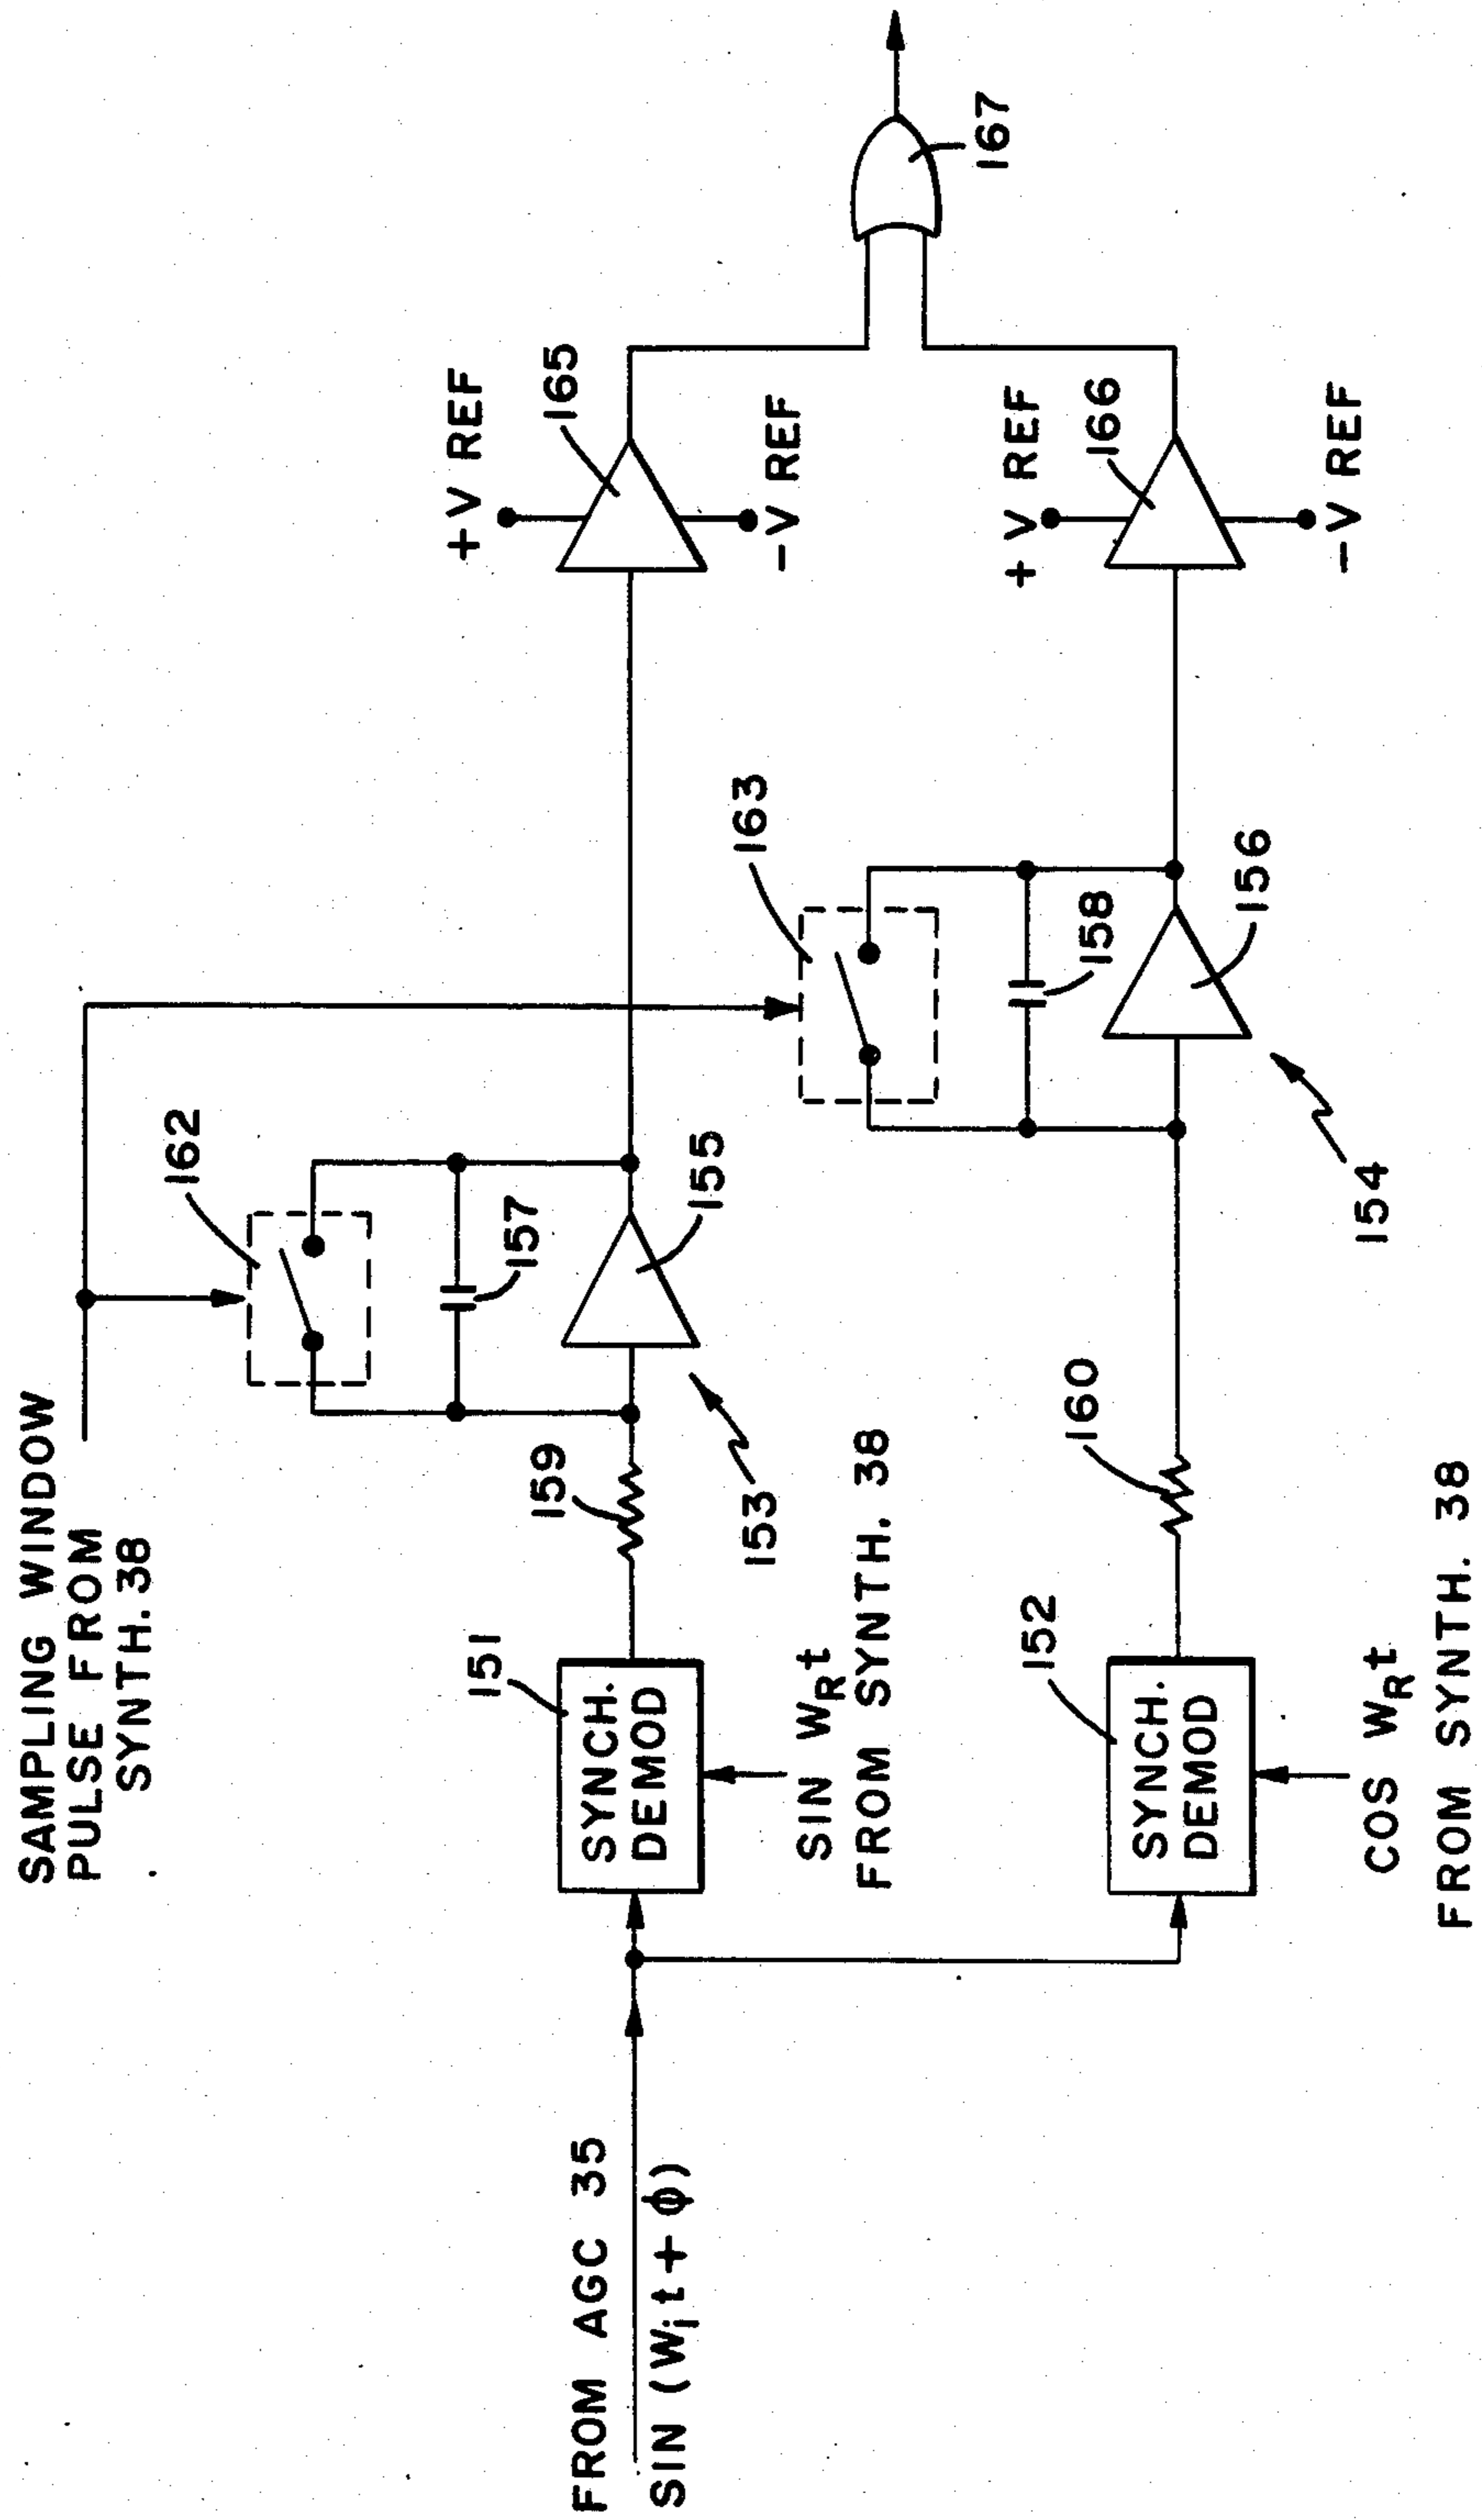 SAMPLING WINDOW
PULSE FROM
SYNTH. 38
162
163
157
155
158
156
+V REF
165
-V REF
+V REF
166
-V REF
167
FROM AGC 35
SIN (Wit + ϕ)
151
SYNCH.
DEMOD
159
153
SIN WRt
FROM SYNTH. 38
152
SYNCH.
DEMOD
160
154
COS WRt
FROM SYNTH. 38